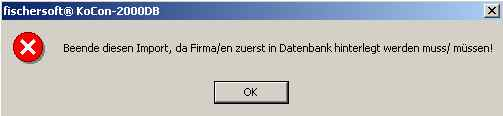 fischersoft® KoCon-2000DB
Beende diesen Import, da Firma/en zuerst in Datenbank hinterlegt werden muss/ müssen!
OK